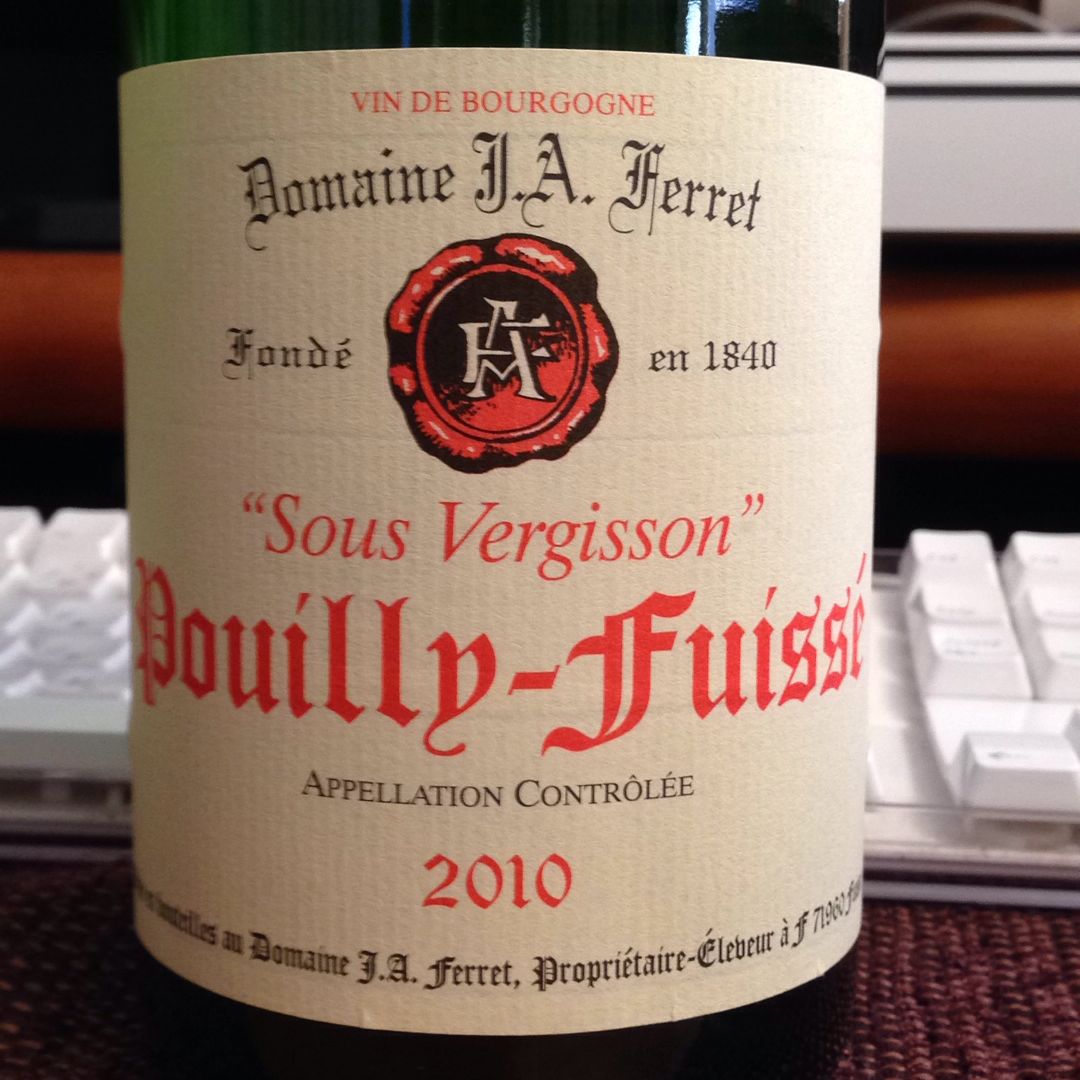 VIN DE BOURGOGNE
Domaine J.A. Ferret
Fondé en 1840
"Sous Vergisson"
Pouilly-Fuissé
APPELLATION CONTRÔLÉE
2010
bouteilles au Domaine J.A. Ferret, Propriétaire-Éleveur à F 71960